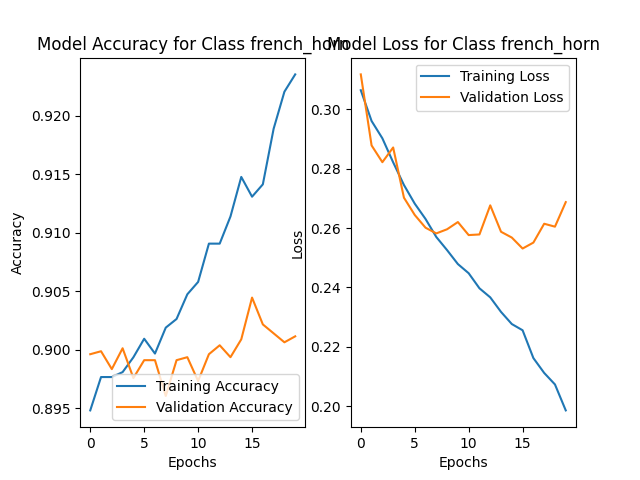 Model Accuracy for Class french_horn
Model Loss for Class french_horn
Accuracy
0.920
0.915
0.910
0.905
0.900
0.895
Training Accuracy
Validation Accuracy
0
5
10
15
Epochs
Loss
0.30
0.28
0.26
0.24
0.22
0.20
Training Loss
Validation Loss
0
5
10
15
Epochs